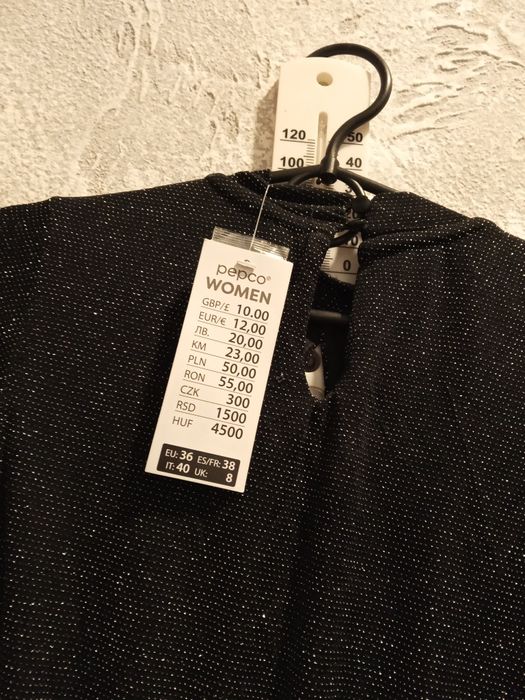 120 50
100 40
0
pepco®
WOMEN
GBP/£ 10.00
EUR/€ 12,00
ЛВ. 20,00
KM 23,00
PLN 50,00
RON 55,00
CZK 300
RSD 1500
HUF 4500
EU: 36 ES/FR: 38
IT: 40 UK: 8